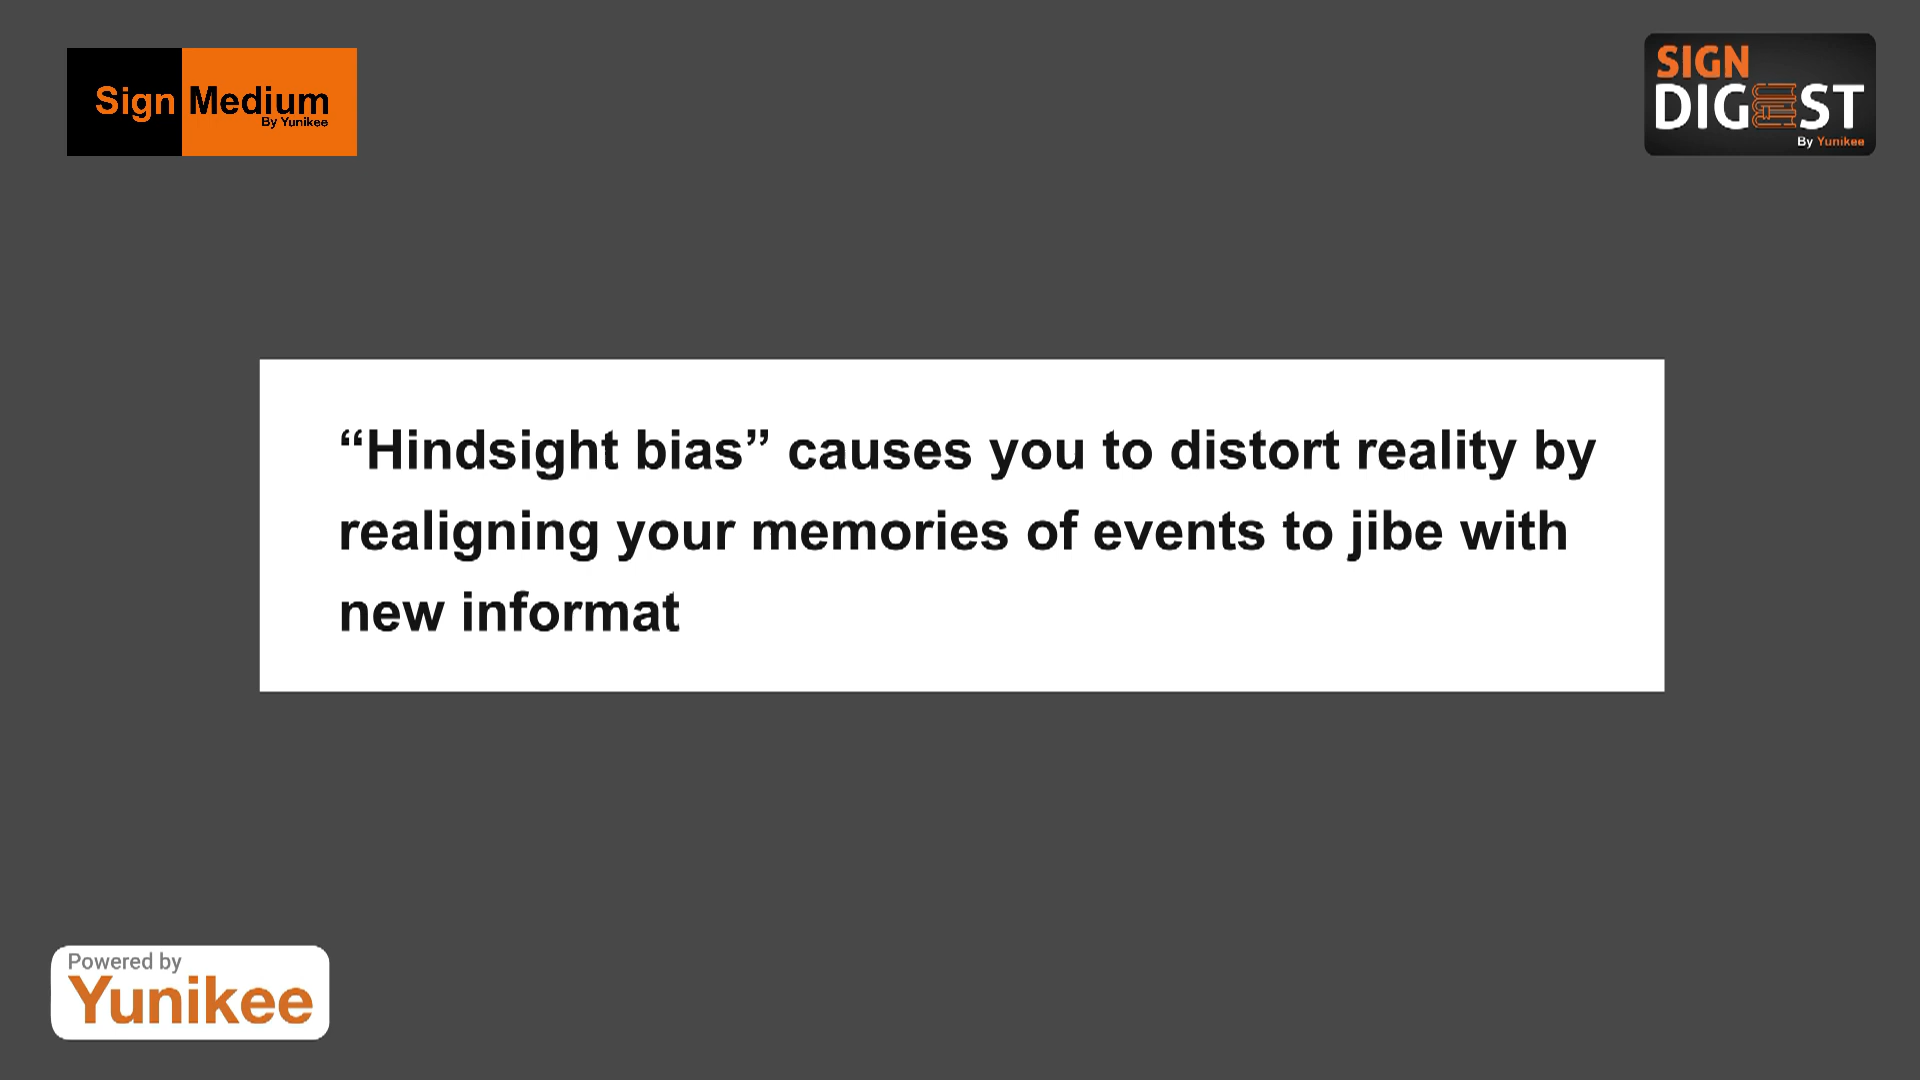 Sign Medium
By Yunikee
SIGN
DIGEST
By Yunikee
“Hindsight bias” causes you to distort reality by
realigning your memories of events to jibe with
new informat
Powered by
Yunikee